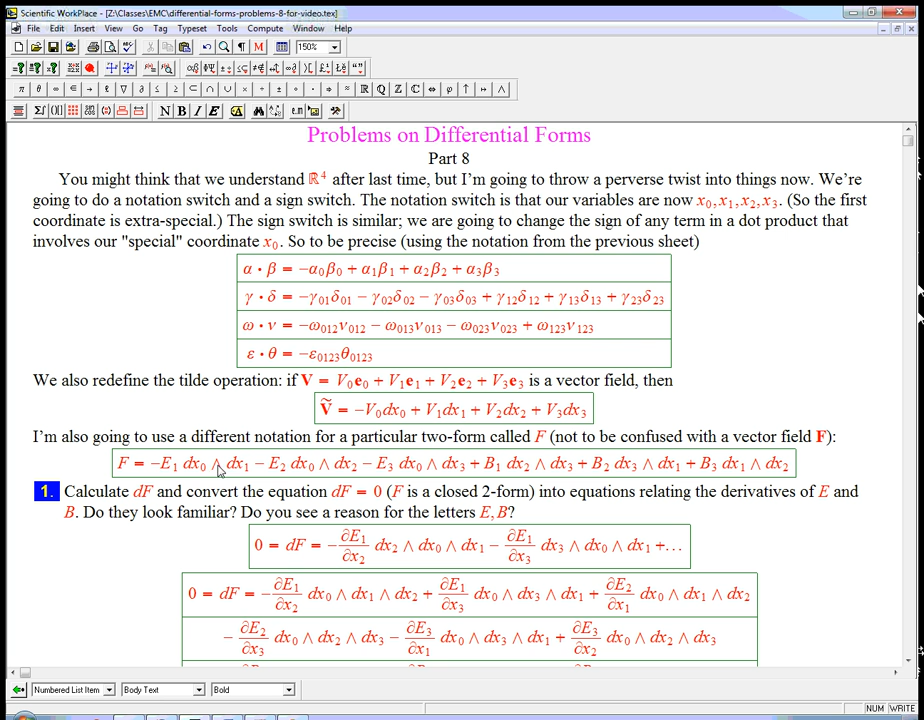 Scientific WorkPlace - [Z:\Classes\EMC\differential-forms-problems-8-for-video.tex]
File Edit Insert View Go Tag Typeset Tools Compute Window Help
150%
N B I E
Problems on Differential Forms
Part 8
You might think that we understand ℝ⁴ after last time, but I'm going to throw a perverse twist into things now. We're
going to do a notation switch and a sign switch. The notation switch is that our variables are now x₀, x₁, x₂, x₃. (So the first
coordinate is extra-special.) The sign switch is similar; we are going to change the sign of any term in a dot product that
involves our "special" coordinate x₀. So to be precise (using the notation from the previous sheet)
α · β = −α₀β₀ + α₁β₁ + α₂β₂ + α₃β₃
γ · δ = −γ₀₁δ₀₁ − γ₀₂δ₀₂ − γ₀₃δ₀₃ + γ₁₂δ₁₂ + γ₁₃δ₁₃ + γ₂₃δ₂₃
ω · ν = −ω₀₁₂ν₀₁₂ − ω₀₁₃ν₀₁₃ − ω₀₂₃ν₀₂₃ + ω₁₂₃ν₁₂₃
ε · θ = −ε₀₁₂₃θ₀₁₂₃
We also redefine the tilde operation: if V = V₀e₀ + V₁e₁ + V₂e₂ + V₃e₃ is a vector field, then
Ṽ = −V₀dx₀ + V₁dx₁ + V₂dx₂ + V₃dx₃
I'm also going to use a different notation for a particular two-form called F (not to be confused with a vector field F):
F = −E₁ dx₀ ∧ dx₁ − E₂ dx₀ ∧ dx₂ − E₃ dx₀ ∧ dx₃ + B₁ dx₂ ∧ dx₃ + B₂ dx₃ ∧ dx₁ + B₃ dx₁ ∧ dx₂
1. Calculate dF and convert the equation dF = 0 (F is a closed 2-form) into equations relating the derivatives of E and
B. Do they look familiar? Do you see a reason for the letters E, B?
0 = dF = −∂E₁/∂x₂ dx₂ ∧ dx₀ ∧ dx₁ − ∂E₁/∂x₃ dx₃ ∧ dx₀ ∧ dx₁ +…
0 = dF = −∂E₁/∂x₂ dx₀ ∧ dx₁ ∧ dx₂ + ∂E₁/∂x₃ dx₀ ∧ dx₃ ∧ dx₁ + ∂E₂/∂x₁ dx₀ ∧ dx₁ ∧ dx₂
− ∂E₂/∂x₃ dx₀ ∧ dx₂ ∧ dx₃ − ∂E₃/∂x₁ dx₀ ∧ dx₃ ∧ dx₁ + ∂E₃/∂x₂ dx₀ ∧ dx₂ ∧ dx₃
Numbered List Item Body Text Bold
NUM WRITE